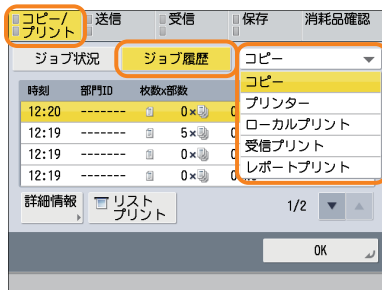 コピー/
プリント
送信
受信
保存
消耗品確認
ジョブ状況
ジョブ履歴
コピー
時刻 部門ID 枚数x部数
コピー
プリンター
ローカルプリント
受信プリント
レポートプリント
12:20 ------- 0× 0
12:19 ------- 5× 0
12:19 ------- 0× 0
12:19 ------- 0× 0
詳細情報
リスト
プリント
1/2
OK